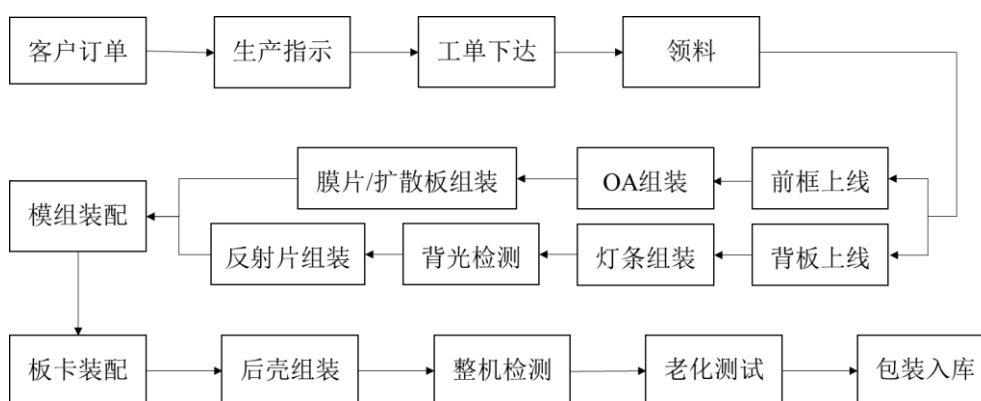 客户订单
生产指示
工单下达
领料
膜片/扩散板组装
OA组装
前框上线
模组装配
反射片组装
背光检测
灯条组装
背板上线
板卡装配
后壳组装
整机检测
老化测试
包装入库